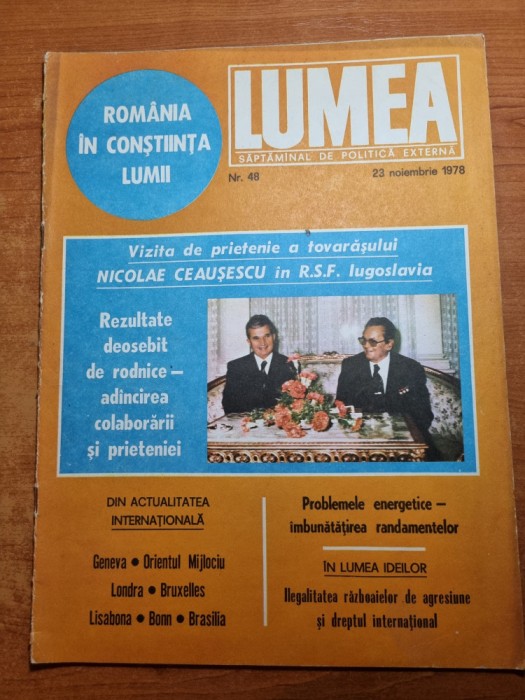 ROMÂNIA
ÎN CONȘTIINȚA
LUMII
LUMEA
SĂPTĂMÎNAL DE POLITICĂ EXTERNĂ
Nr. 48
23 noiembrie 1978
Vizita de prietenie a tovarășului
NICOLAE CEAUȘESCU în R.S.F. Iugoslavia
Rezultate
deosebit
de rodnice –
adîncirea
colaborării
și prieteniei
DIN ACTUALITATEA
INTERNAȚIONALĂ
Geneva • Orientul Mijlociu
Londra • Bruxelles
Lisabona • Bonn • Brasilia
Problemele energetice –
îmbunătățirea randamentelor
ÎN LUMEA IDEILOR
Ilegalitatea războaielor de agresiune
și dreptul internațional